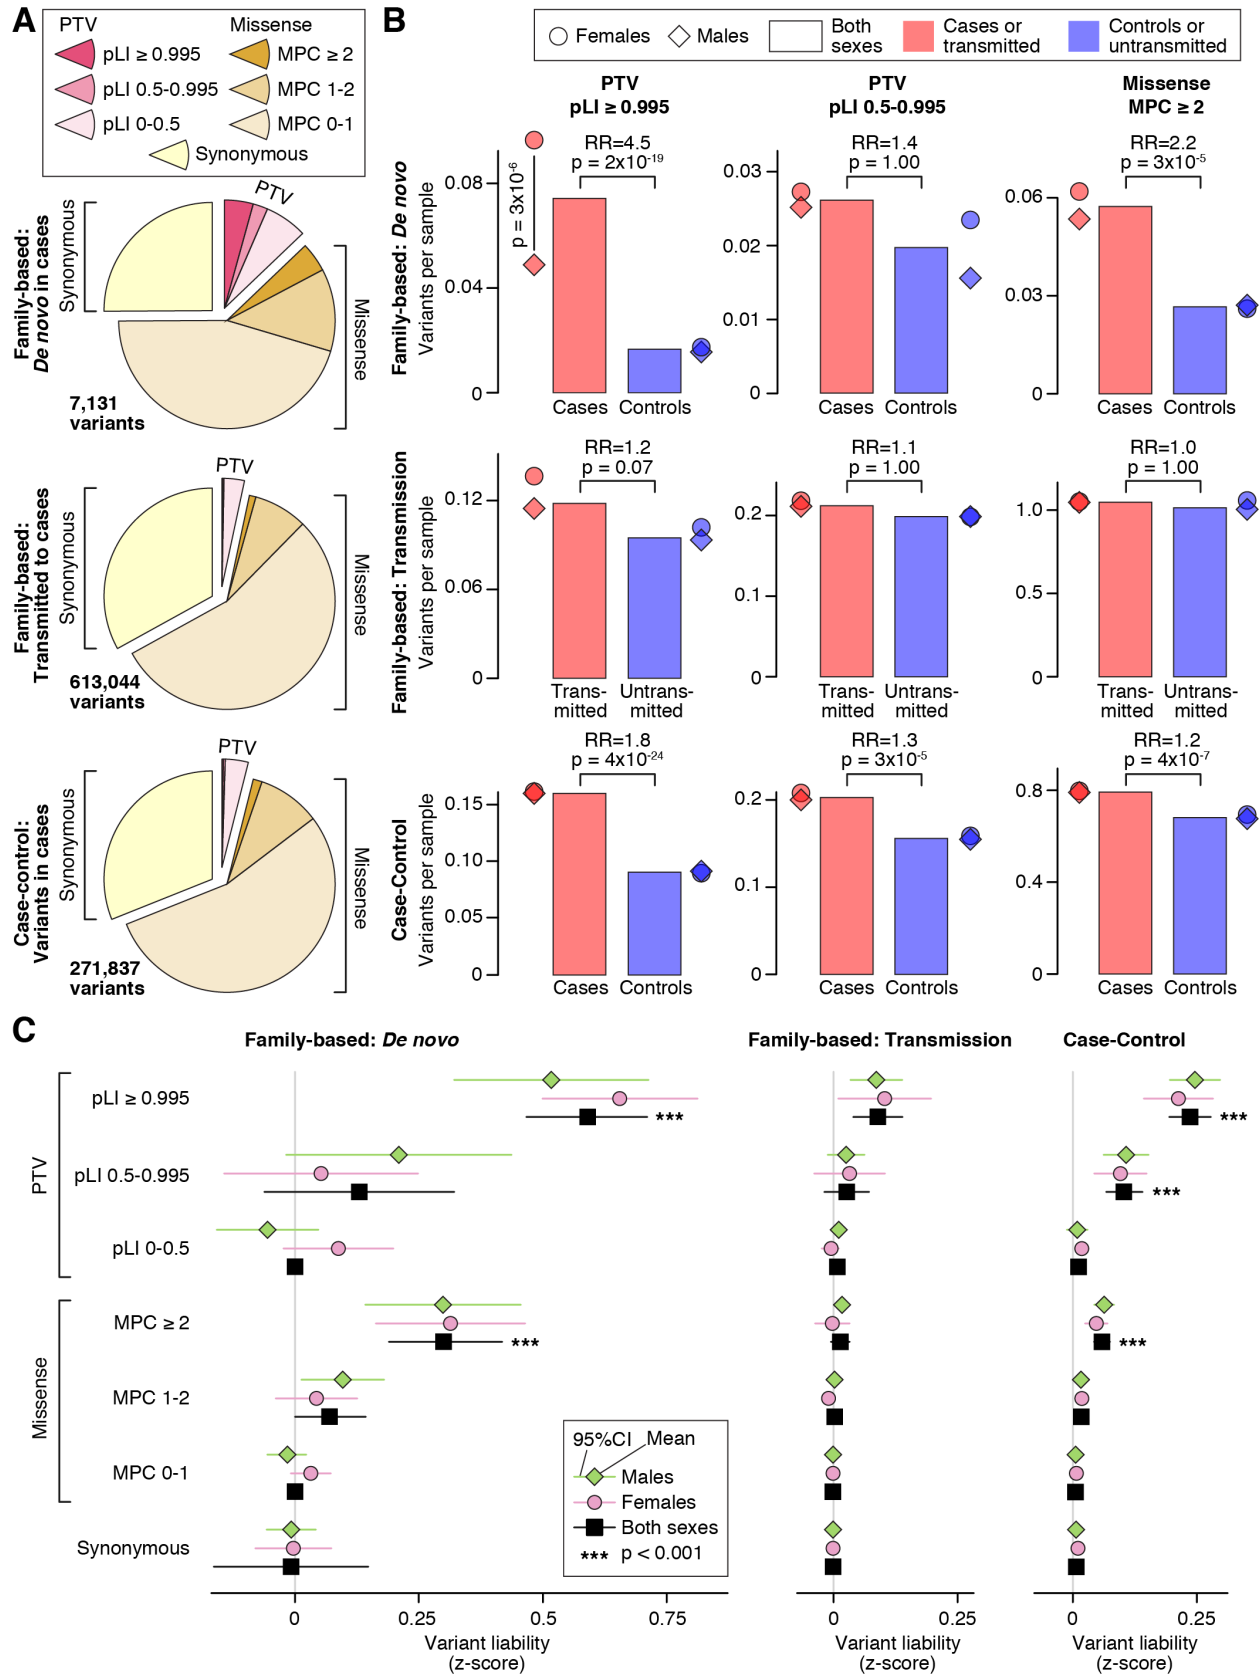 A
PTV
Missense
pLI ≥ 0.995
MPC ≥ 2
pLI 0.5-0.995
MPC 1-2
pLI 0-0.5
MPC 0-1
Synonymous
Family-based:
De novo in cases
Synonymous
PTV
Missense
7,131
variants
Family-based:
Transmitted to cases
Synonymous
PTV
Missense
613,044
variants
Case-control:
Variants in cases
Synonymous
PTV
Missense
271,837
variants
B
Females
Males
Both
sexes
Cases or
transmitted
Controls or
untransmitted
PTV
pLI ≥ 0.995
PTV
pLI 0.5-0.995
Missense
MPC ≥ 2
Family-based: De novo
Variants per sample
RR=4.5
p = 2x10-19
p = 3x10-6
0.08
0.04
0
Cases
Controls
RR=1.4
p = 1.00
0.03
0.02
0.01
0
Cases
Controls
RR=2.2
p = 3x10-5
0.06
0.03
0
Cases
Controls
Family-based: Transmission
Variants per sample
RR=1.2
p = 0.07
0.12
0.06
0
Trans-
mitted
Untrans-
mitted
RR=1.1
p = 1.00
0.2
0.1
0
Trans-
mitted
Untrans-
mitted
RR=1.0
p = 1.00
1.0
0.5
0
Trans-
mitted
Untrans-
mitted
Case-Control
Variants per sample
RR=1.8
p = 4x10-24
0.15
0.10
0.05
0
Cases
Controls
RR=1.3
p = 3x10-5
0.2
0.1
0
Cases
Controls
RR=1.2
p = 4x10-7
0.8
0.4
0
Cases
Controls
C
Family-based: De novo
Family-based: Transmission
Case-Control
PTV
pLI ≥ 0.995
***
***
pLI 0.5-0.995
***
pLI 0-0.5
Missense
MPC ≥ 2
***
***
MPC 1-2
MPC 0-1
Synonymous
95%CI
Mean
Males
Females
Both sexes
*** p < 0.001
0
0.25
0.5
0.75
Variant liability
(z-score)
0
0.25
Variant liability
(z-score)
0
0.25
Variant liability
(z-score)